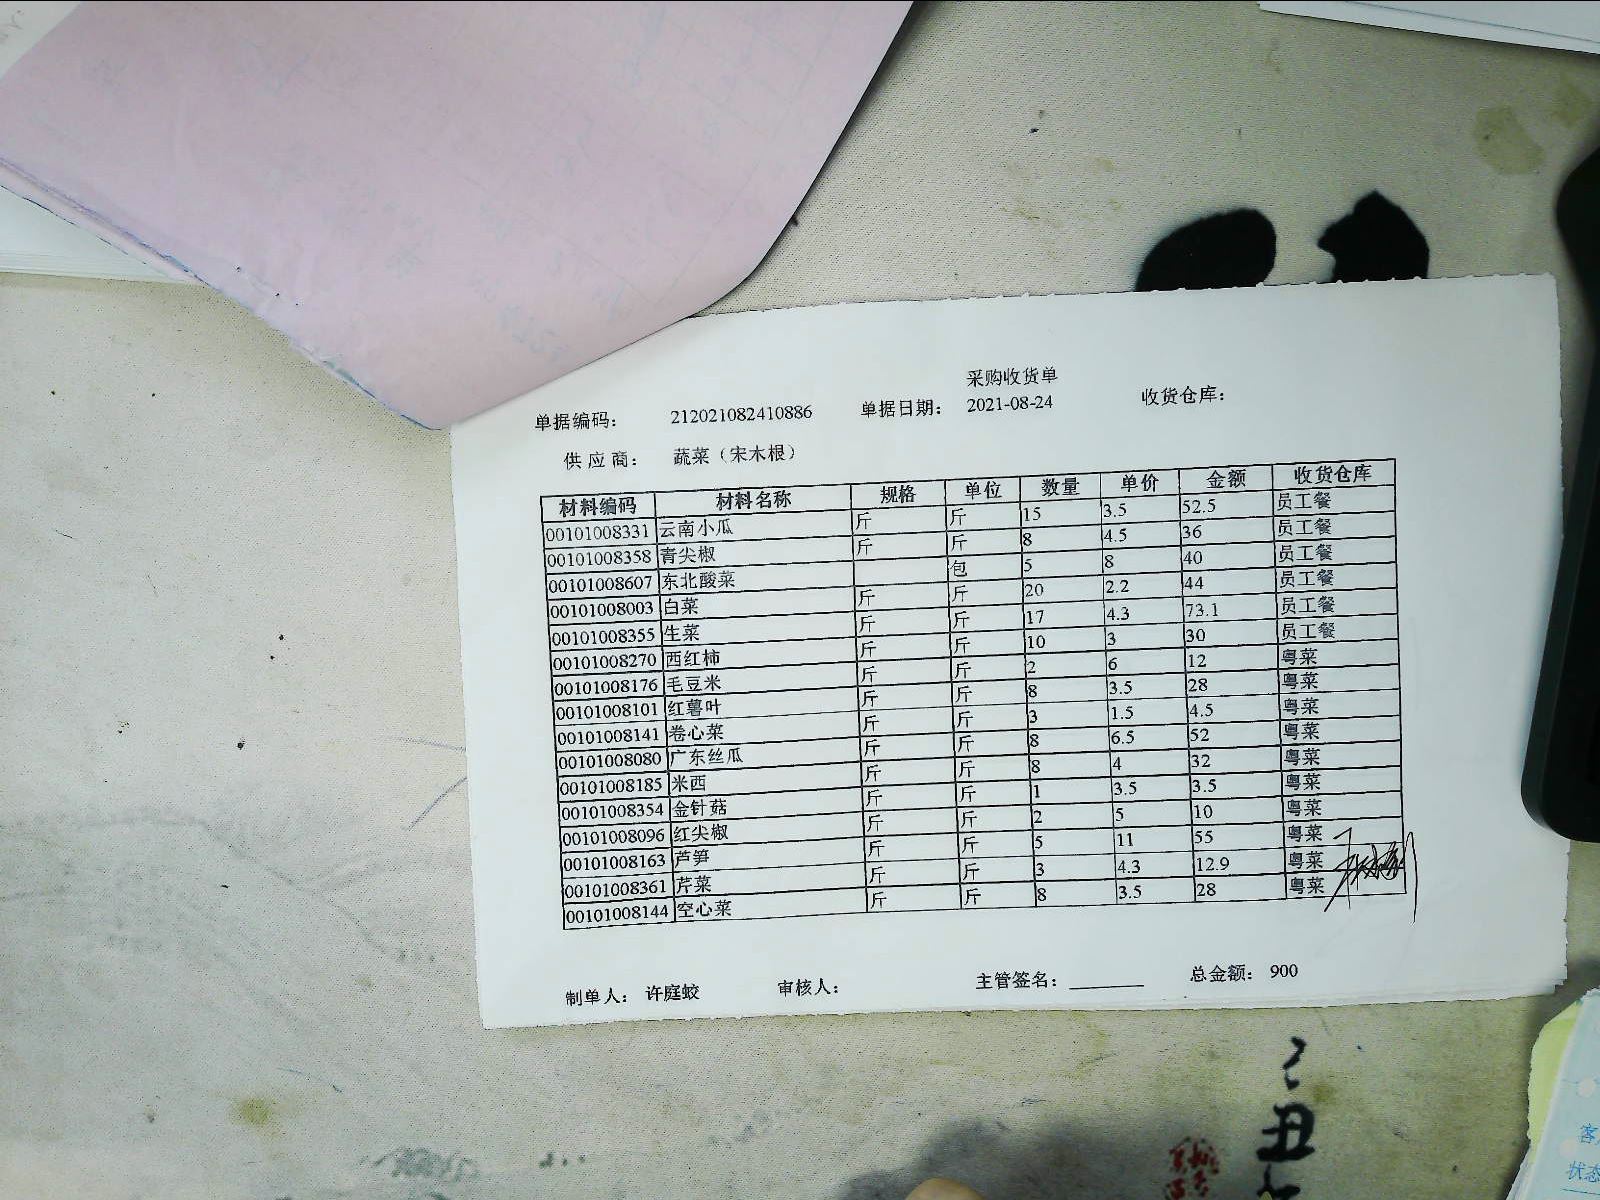 采购收货单
单据编码： 212021082410886 单据日期： 2021-08-24 收货仓库：
供应商： 蔬菜（宋木根）
材料编码 材料名称 规格 单位 数量 单价 金额 收货仓库
00101008331 云南小瓜 斤 斤 15 3.5 52.5 员工餐
00101008358 青尖椒 斤 斤 8 4.5 36 员工餐
00101008607 东北酸菜 包 5 8 40 员工餐
00101008003 白菜 斤 斤 20 2.2 44 员工餐
00101008355 生菜 斤 斤 17 4.3 73.1 员工餐
00101008270 西红柿 斤 斤 10 3 30 员工餐
00101008176 毛豆米 斤 斤 2 6 12 粤菜
00101008101 红薯叶 斤 斤 8 3.5 28 粤菜
00101008141 卷心菜 斤 斤 3 1.5 4.5 粤菜
00101008080 广东丝瓜 斤 斤 8 6.5 52 粤菜
00101008185 米西 斤 斤 8 4 32 粤菜
00101008354 金针菇 斤 斤 1 3.5 3.5 粤菜
00101008096 红尖椒 斤 斤 2 5 10 粤菜
00101008163 芦笋 斤 斤 5 11 55 粤菜
00101008361 芹菜 斤 斤 3 4.3 12.9 粤菜
00101008144 空心菜 斤 斤 8 3.5 28 粤菜
制单人： 许庭蛟 审核人： 主管签名： 总金额： 900
丑
客
状态